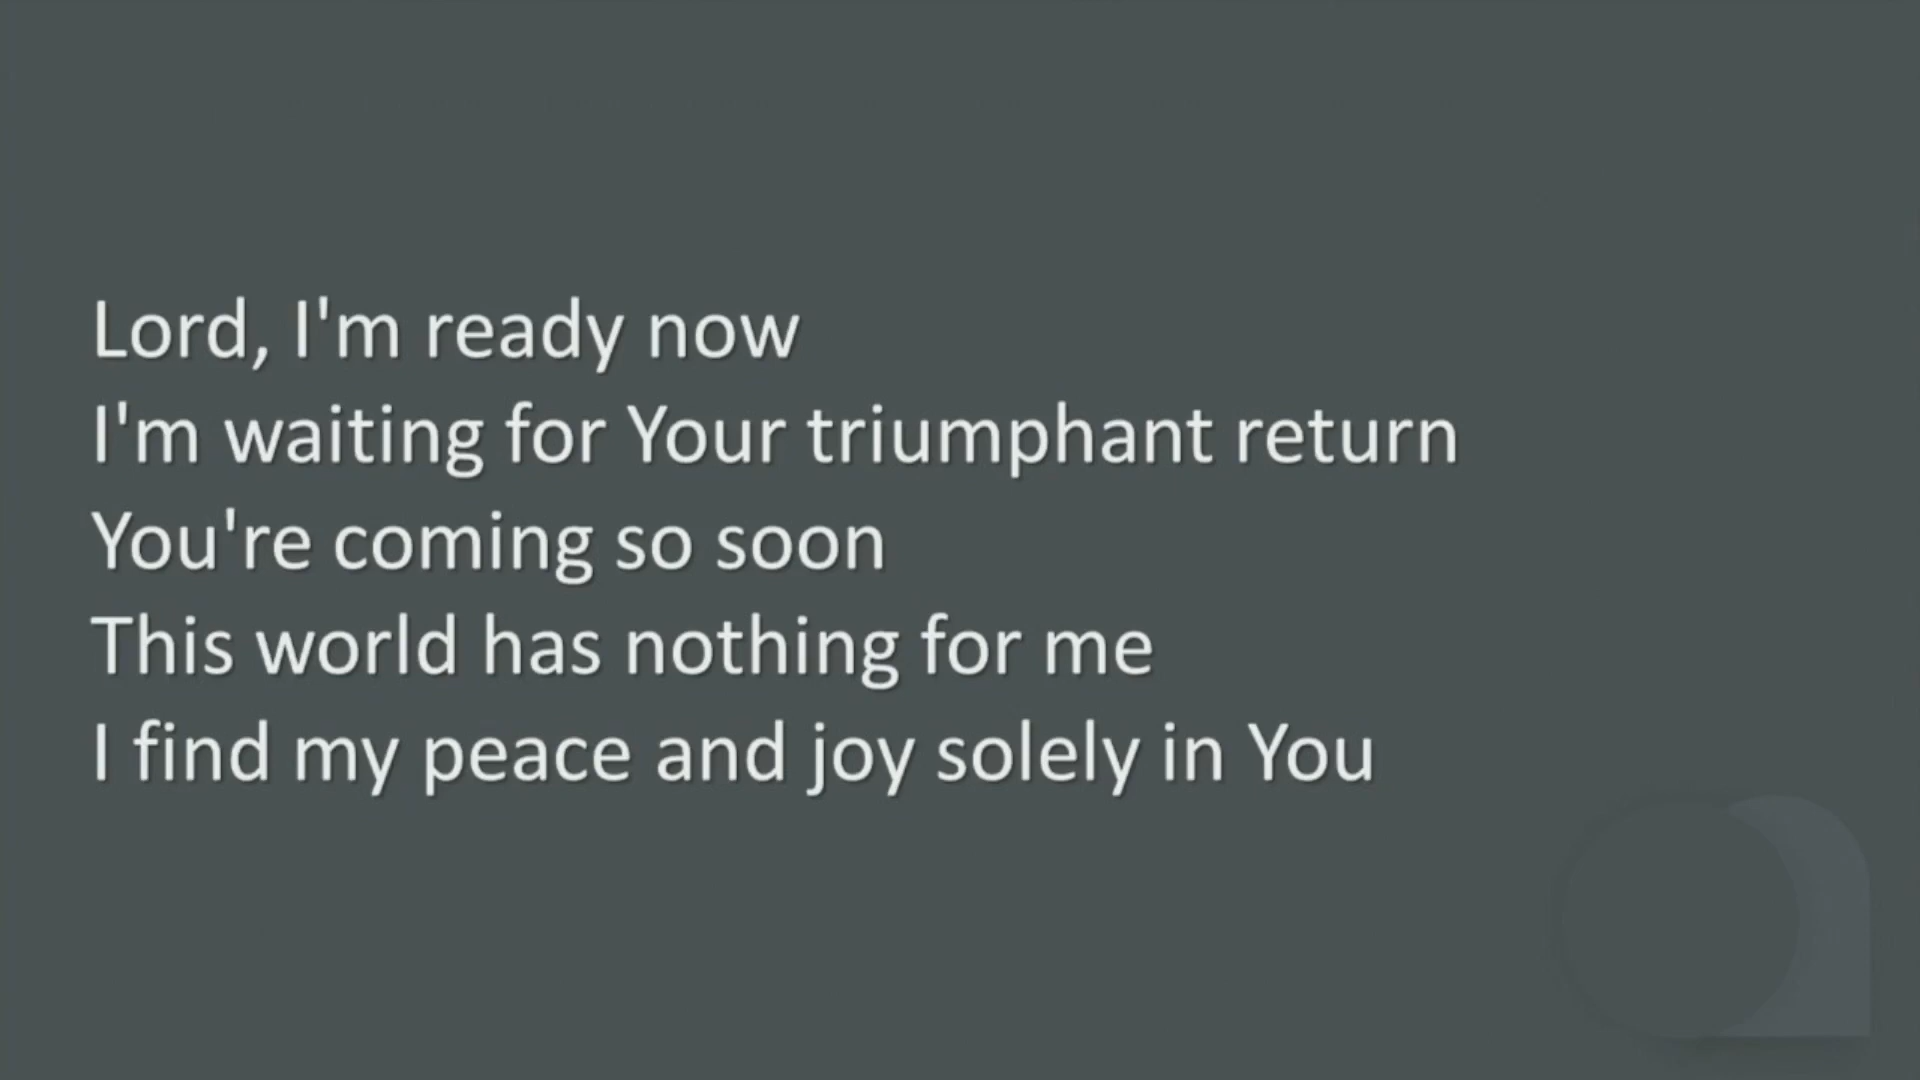 Lord, I'm ready now
I'm waiting for Your triumphant return
You're coming so soon
This world has nothing for me
I find my peace and joy solely in You